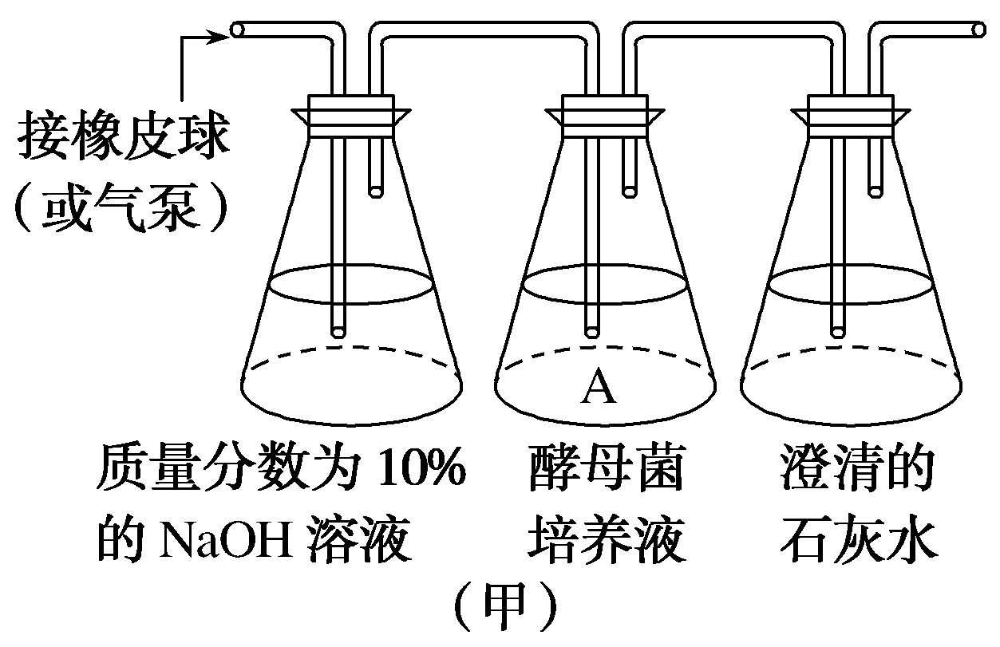 接橡皮球
（或气泵）
A
质量分数为10%
的NaOH溶液
酵母菌
培养液
澄清的
石灰水
（甲）